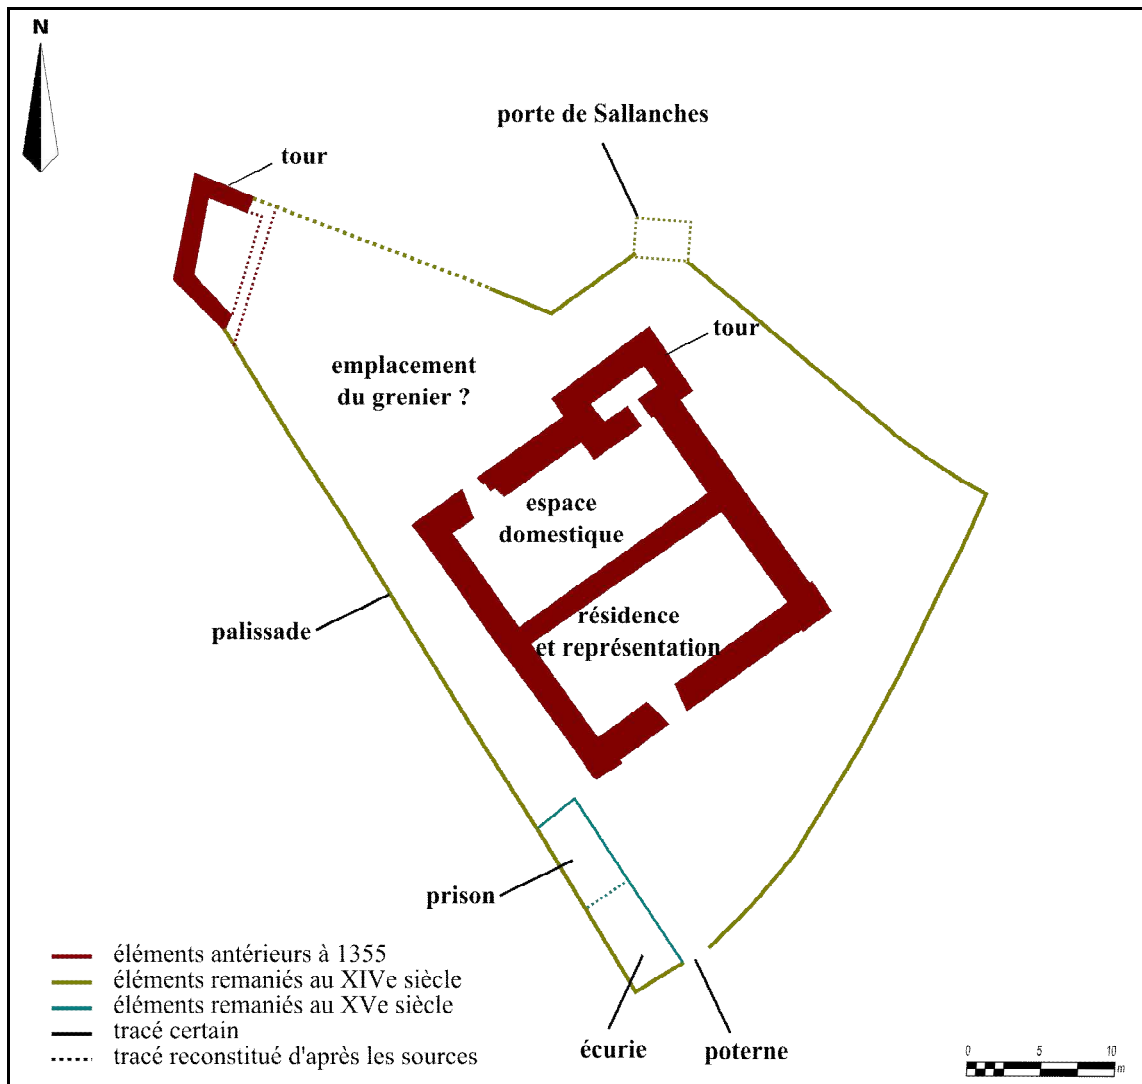 N
porte de Sallanches
tour
tour
emplacement
du grenier ?
espace
domestique
résidence
et représentation
palissade
prison
éléments antérieurs à 1355
éléments remaniés au XIVe siècle
éléments remaniés au XVe siècle
tracé certain
tracé reconstitué d'après les sources
écurie
poterne
0 5 10
m